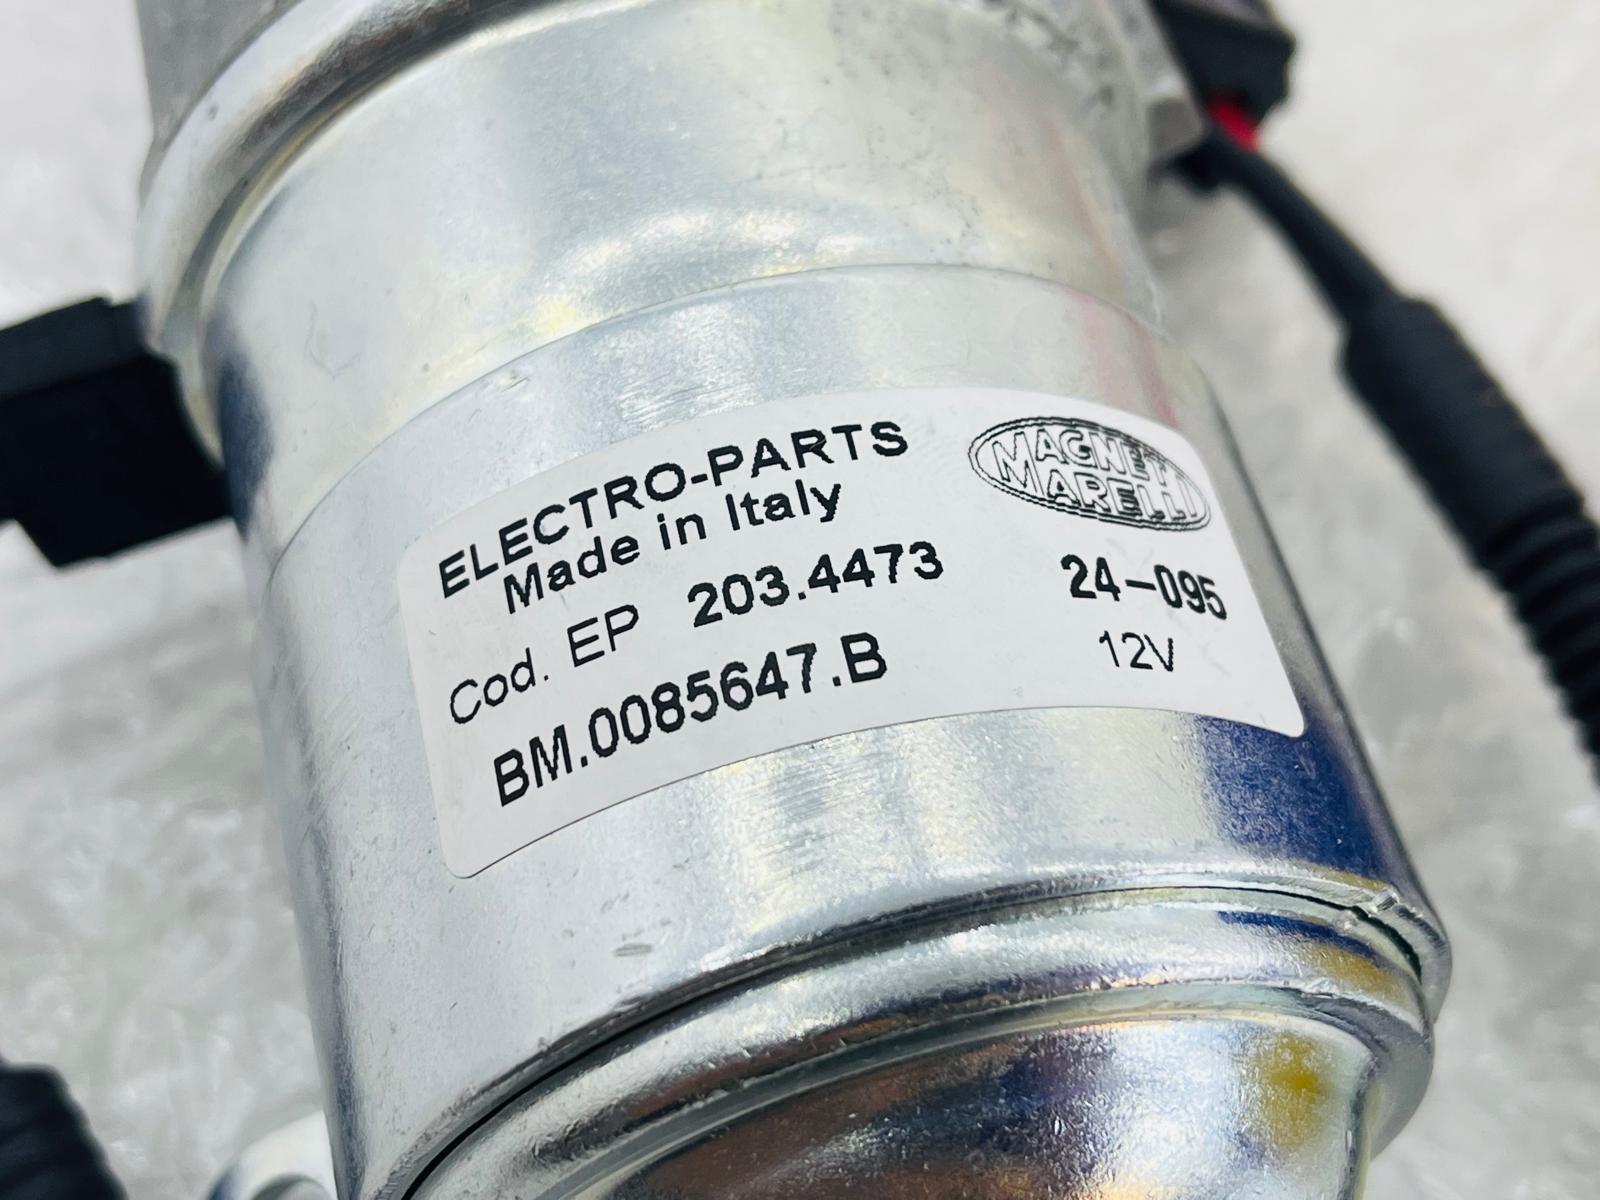 ELECTRO-PARTS
Made in Italy
MAGNETI
MARELLI
Cod. EP 203.4473
24-095
BM.0085647.B
12V